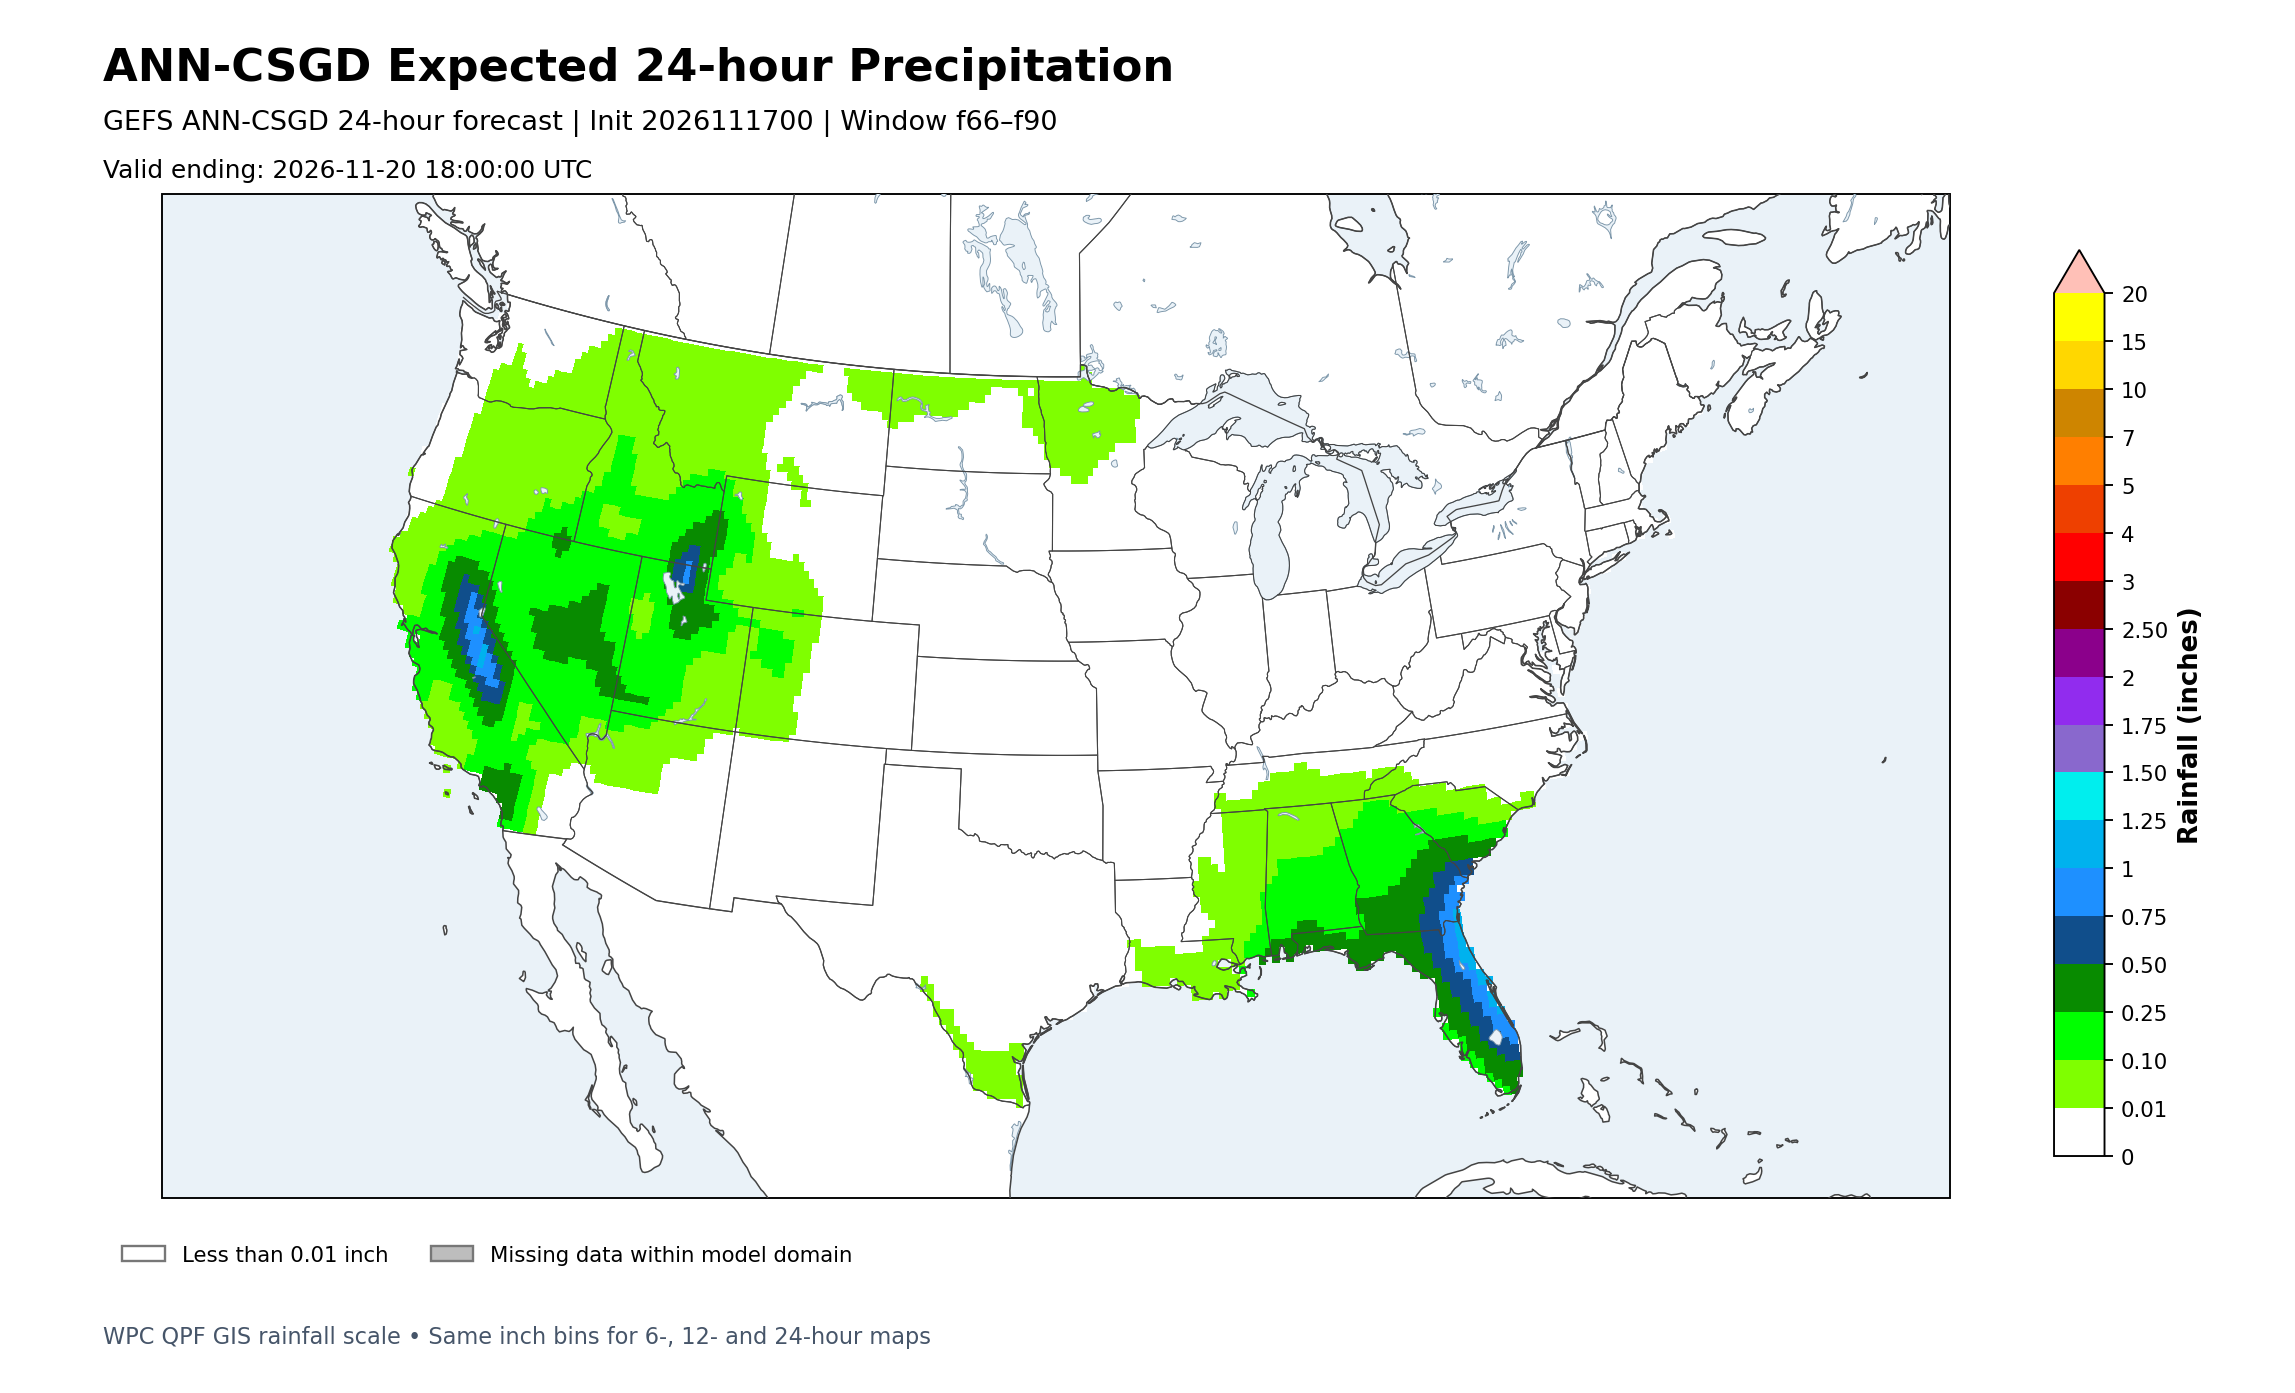 ANN-CSGD Expected 24-hour Precipitation
GEFS ANN-CSGD 24-hour forecast | Init 2026111700 | Window f66–f90
Valid ending: 2026-11-20 18:00:00 UTC
20
15
10
7
5
4
3
2.50
2
1.75
1.50
1.25
1
0.75
0.50
0.25
0.10
0.01
0
Rainfall (inches)
Less than 0.01 inch
Missing data within model domain
WPC QPF GIS rainfall scale • Same inch bins for 6-, 12- and 24-hour maps